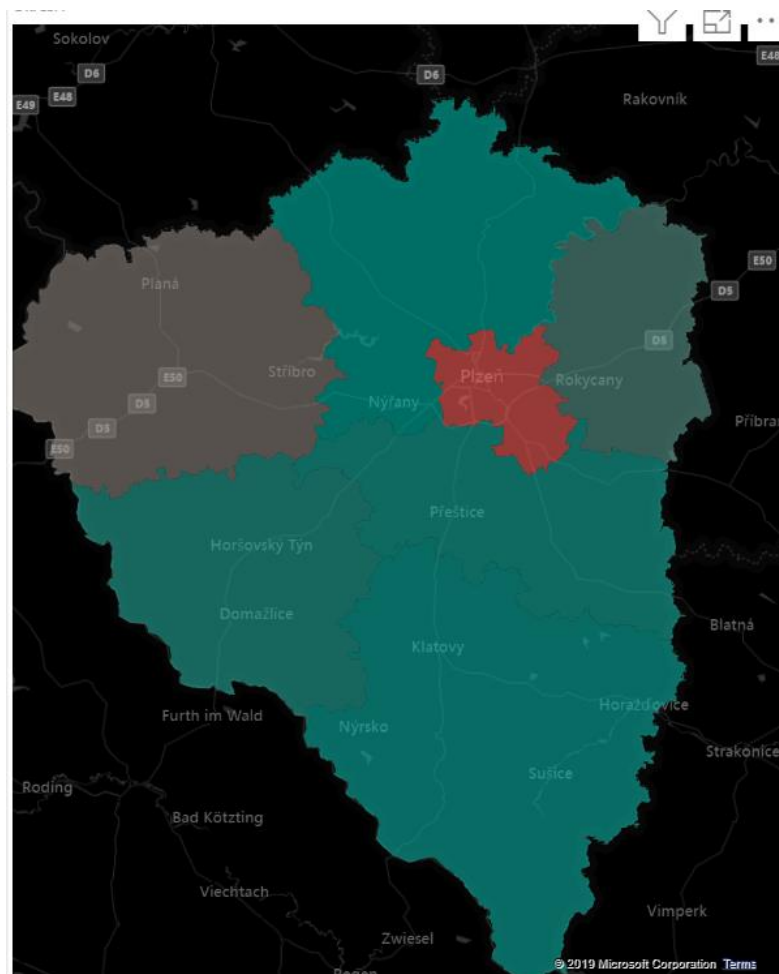 Sokolov
D6
D6
E48
E49
E48
Rakovník
E50
Planá
D5
D5
E50
Stříbro
Plzeň
Rokycany
D5
Nýřany
D5
Příbram
E50
Přeštice
Horšovský Týn
Domažlice
Blatná
Klatovy
Furth im Wald
Nýrsko
Horažďovice
Strakonice
Sušice
Roding
Bad Kötzting
Viechtach
Vimperk
Zwiesel
Regen
© 2019 Microsoft Corporation Terms